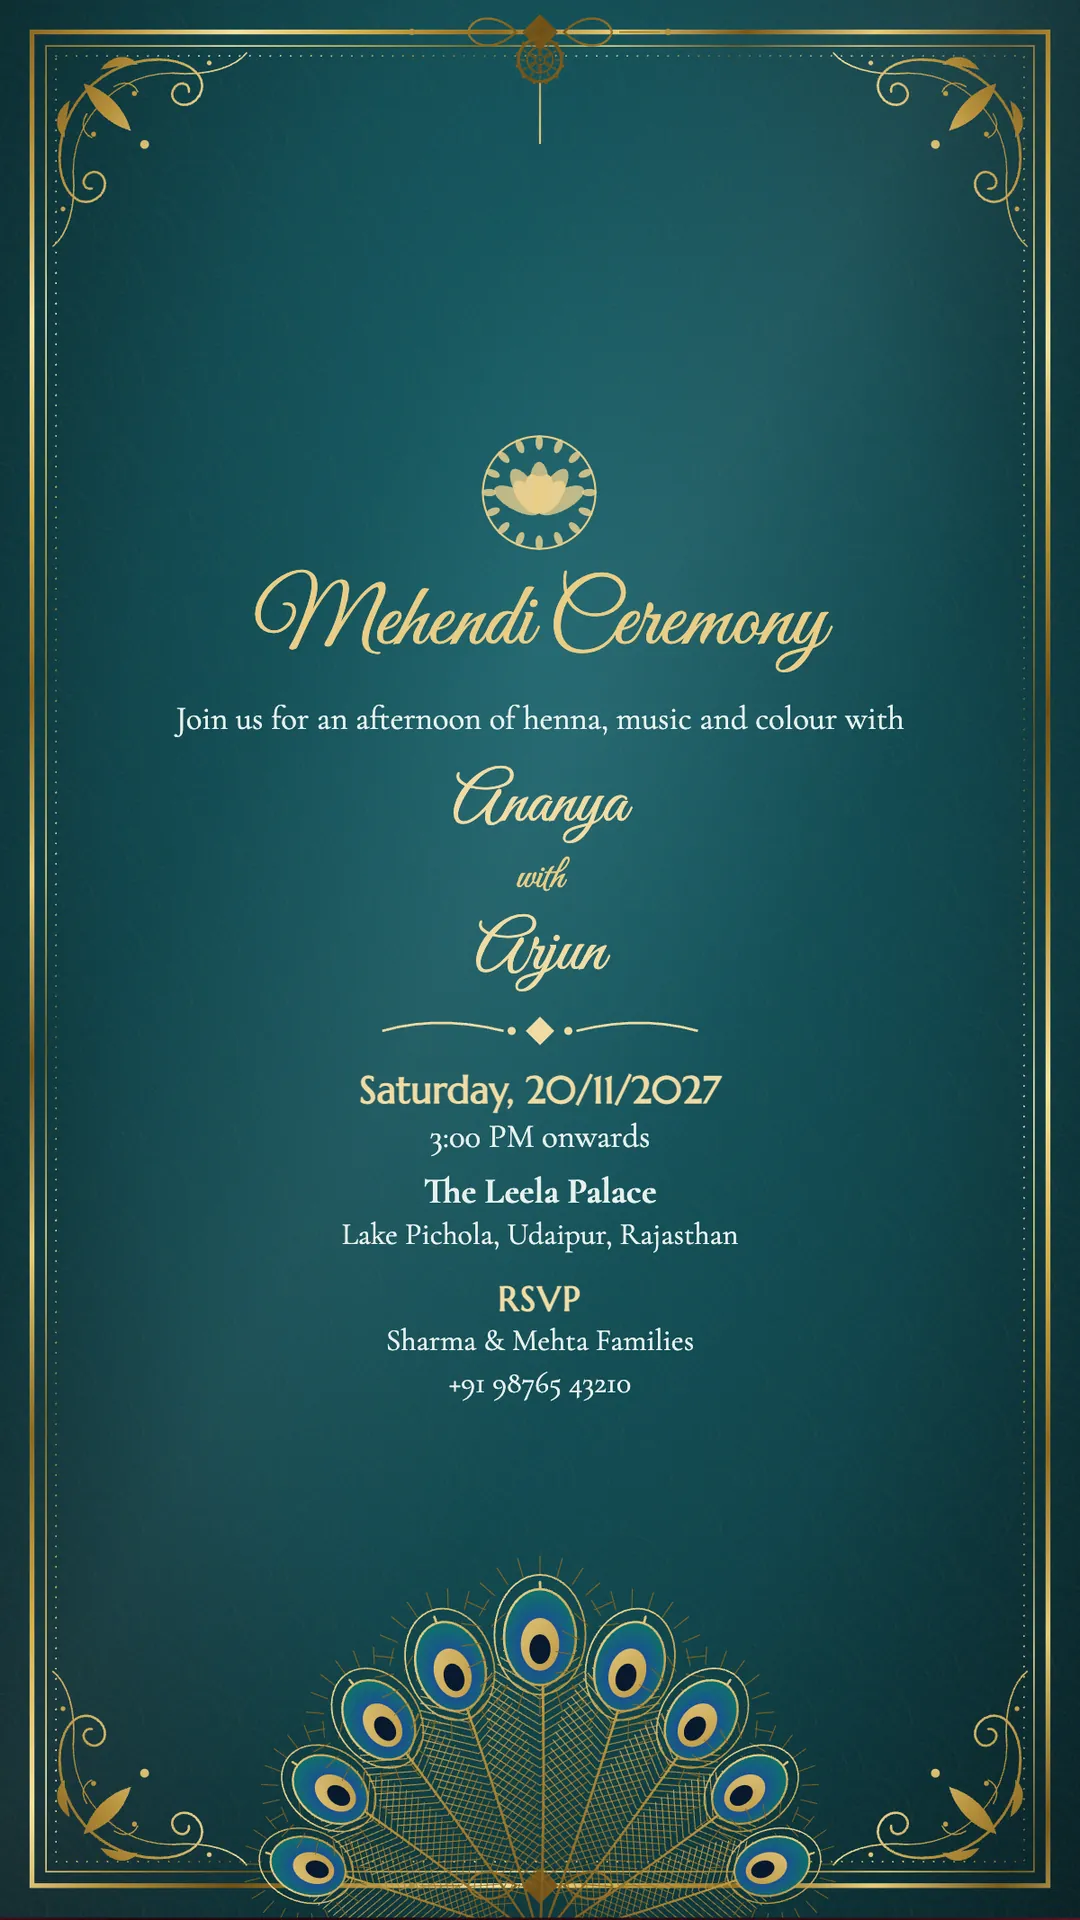 Mehendi Ceremony
Join us for an afternoon of henna, music and colour with
Ananya
with
Arjun
Saturday, 20/11/2027
3:00 PM onwards
The Leela Palace
Lake Pichola, Udaipur, Rajasthan
RSVP
Sharma & Mehta Families
+91 98765 43210